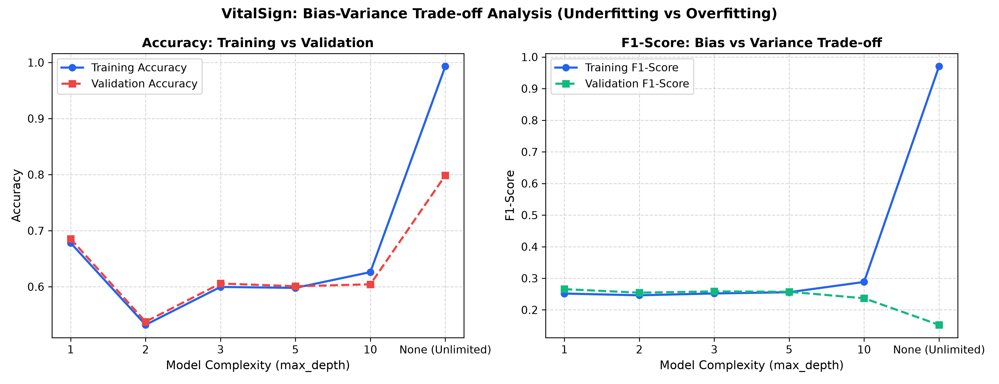 VitalSign: Bias-Variance Trade-off Analysis (Underfitting vs Overfitting)
Accuracy: Training vs Validation
Training Accuracy
Validation Accuracy
1.0
0.9
0.8
0.7
0.6
Accuracy
1 2 3 5 10 None (Unlimited)
Model Complexity (max_depth)
F1-Score: Bias vs Variance Trade-off
Training F1-Score
Validation F1-Score
1.0
0.9
0.8
0.7
0.6
0.5
0.4
0.3
0.2
F1-Score
1 2 3 5 10 None (Unlimited)
Model Complexity (max_depth)